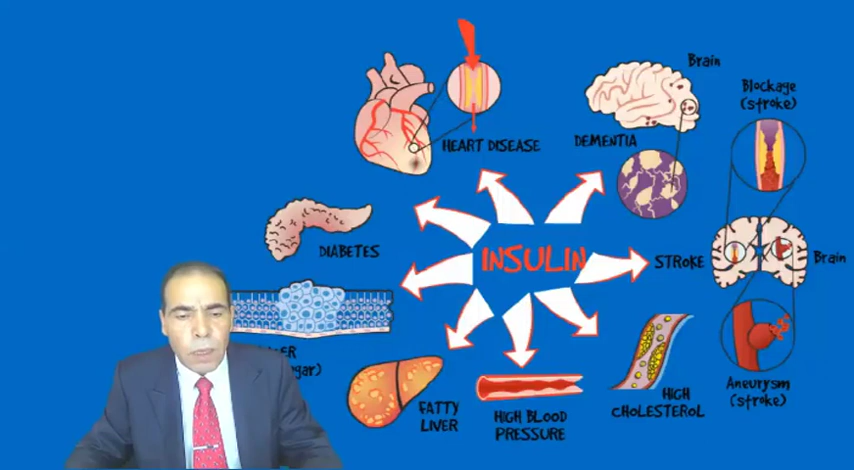 Brain
Blockage
(stroke)
HEART DISEASE
DEMENTIA
DIABETES
INSULIN
STROKE
Brain
FATTY
LIVER
HIGH BLOOD
PRESSURE
HIGH
CHOLESTEROL
Aneurysm
(stroke)